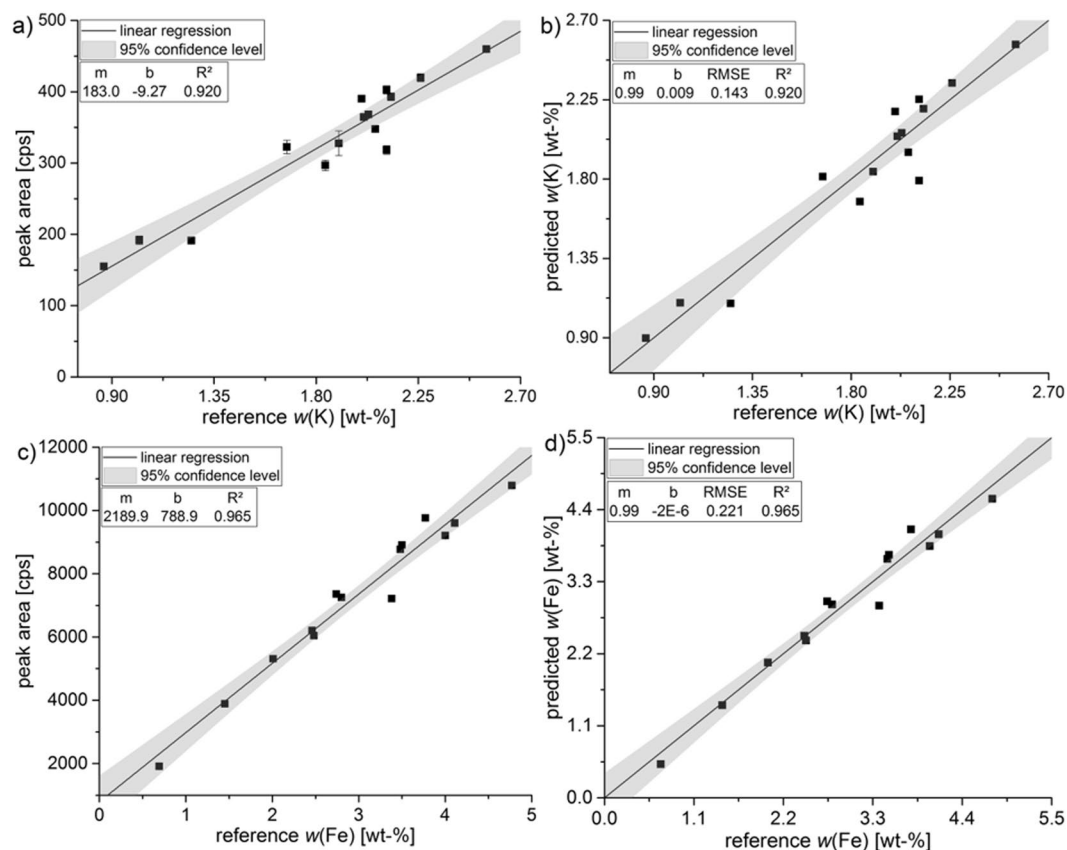 a)
linear regression
95% confidence level
m b R²
183.0 -9.27 0.920
500
400
300
200
100
0
peak area [cps]
0.90 1.35 1.80 2.25 2.70
reference w(K) [wt-%]
b)
linear regression
95% confidence level
m b RMSE R²
0.99 0.009 0.143 0.920
2.70
2.25
1.80
1.35
0.90
predicted w(K) [wt-%]
0.90 1.35 1.80 2.25 2.70
reference w(K) [wt-%]
c)
linear regression
95% confidence level
m b R²
2189.9 788.9 0.965
12000
10000
8000
6000
4000
2000
peak area [cps]
0 1 2 3 4 5
reference w(Fe) [wt-%]
d)
linear regression
95% confidence level
m b RMSE R²
0.99 -2E-6 0.221 0.965
5.5
4.4
3.3
2.2
1.1
0.0
predicted w(Fe) [wt-%]
0.0 1.1 2.2 3.3 4.4 5.5
reference w(Fe) [wt-%]